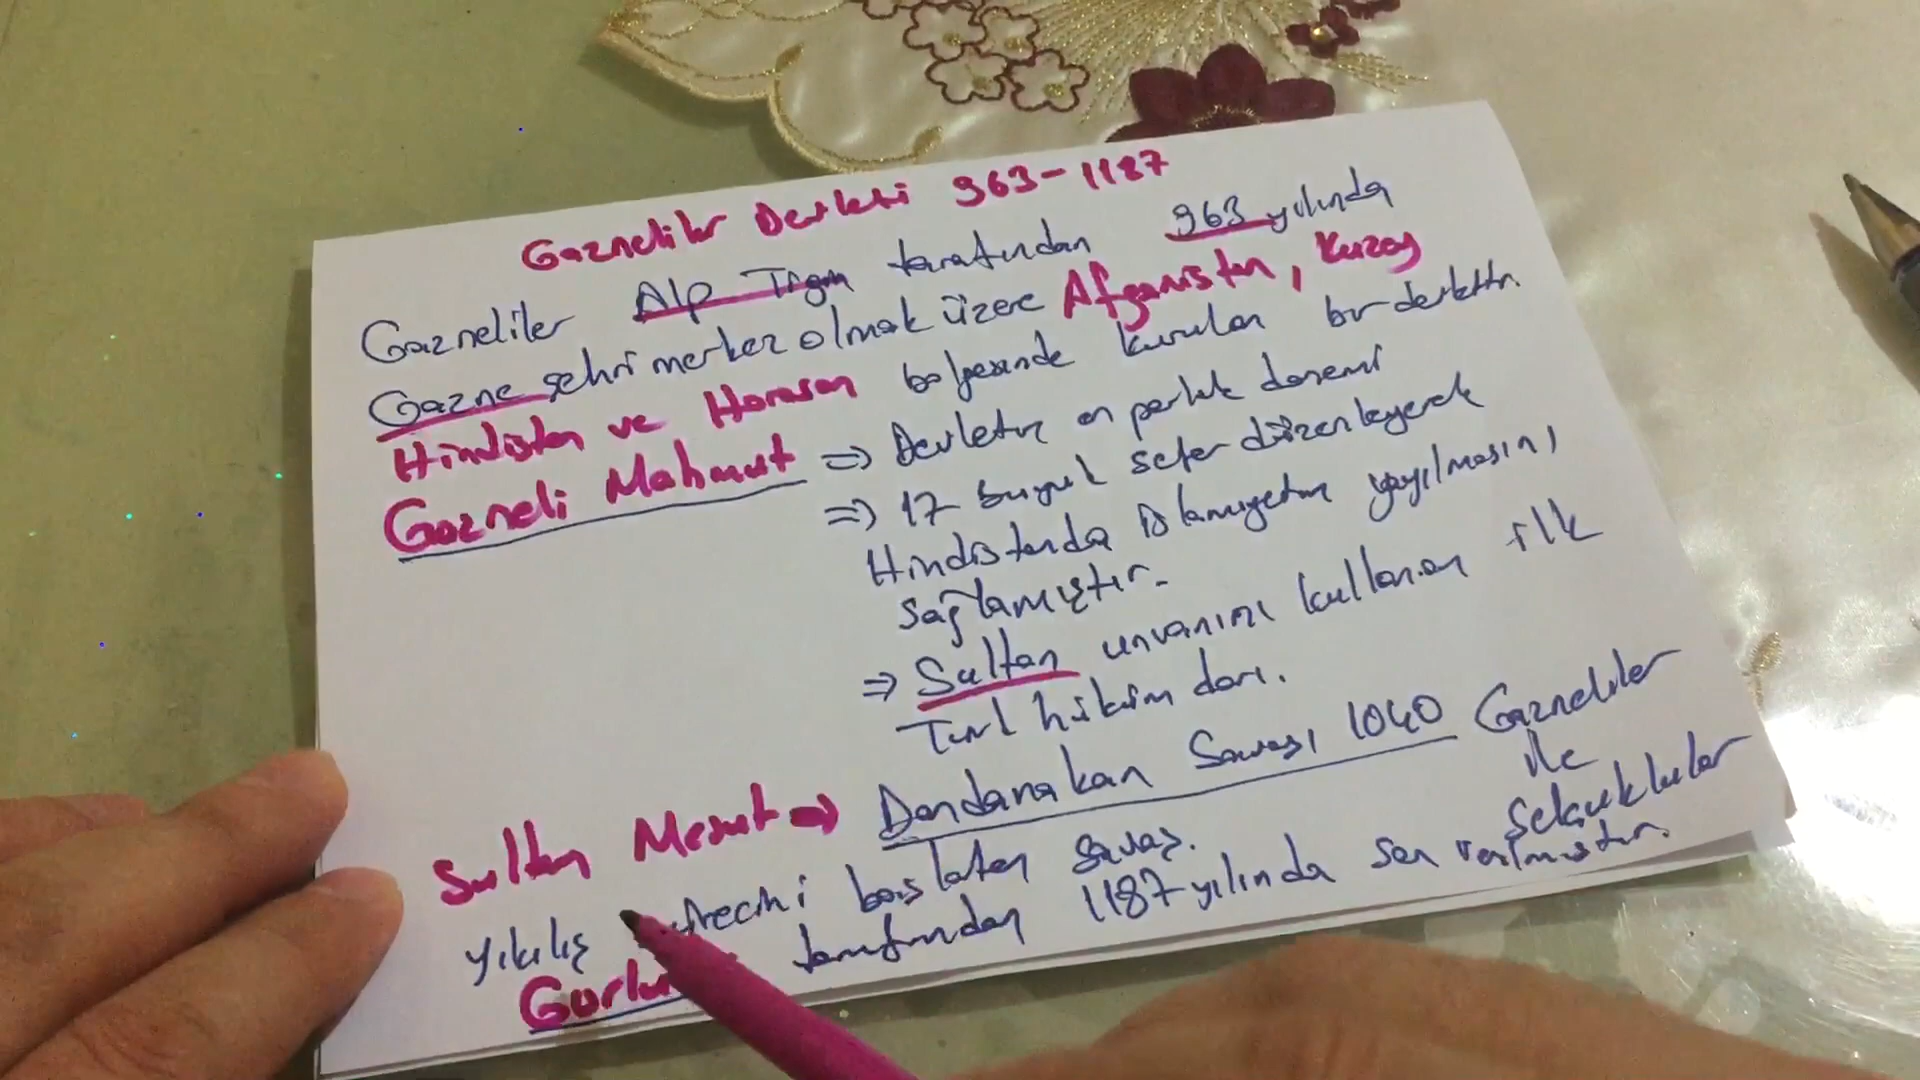 Gazneliler Devleti 963-1187
Gazneliler Alp Tigin tarafından 963 yılında
Gazne şehri merkez olmak üzere Afganistan, Kuzey
Hindistan ve Horasan bölgesinde kurulan bir devlettir.
Gazneli Mahmut ⇒ Devletin en parlak dönemi
⇒ 17 büyük sefer düzenleyerek
Hindistanda islamiyetin yayılmasını
sağlamıştır.
⇒ Sultan unvanını kullanan ilk
Türk hükümdarı.
Sultan Mesut ⇒ Dandanakan Savaşı 1040 Gazneliler
ile
Selçuklular
yıkılış sürecini başlatan savaş.
tarafından 1187 yılında son verilmiştir.